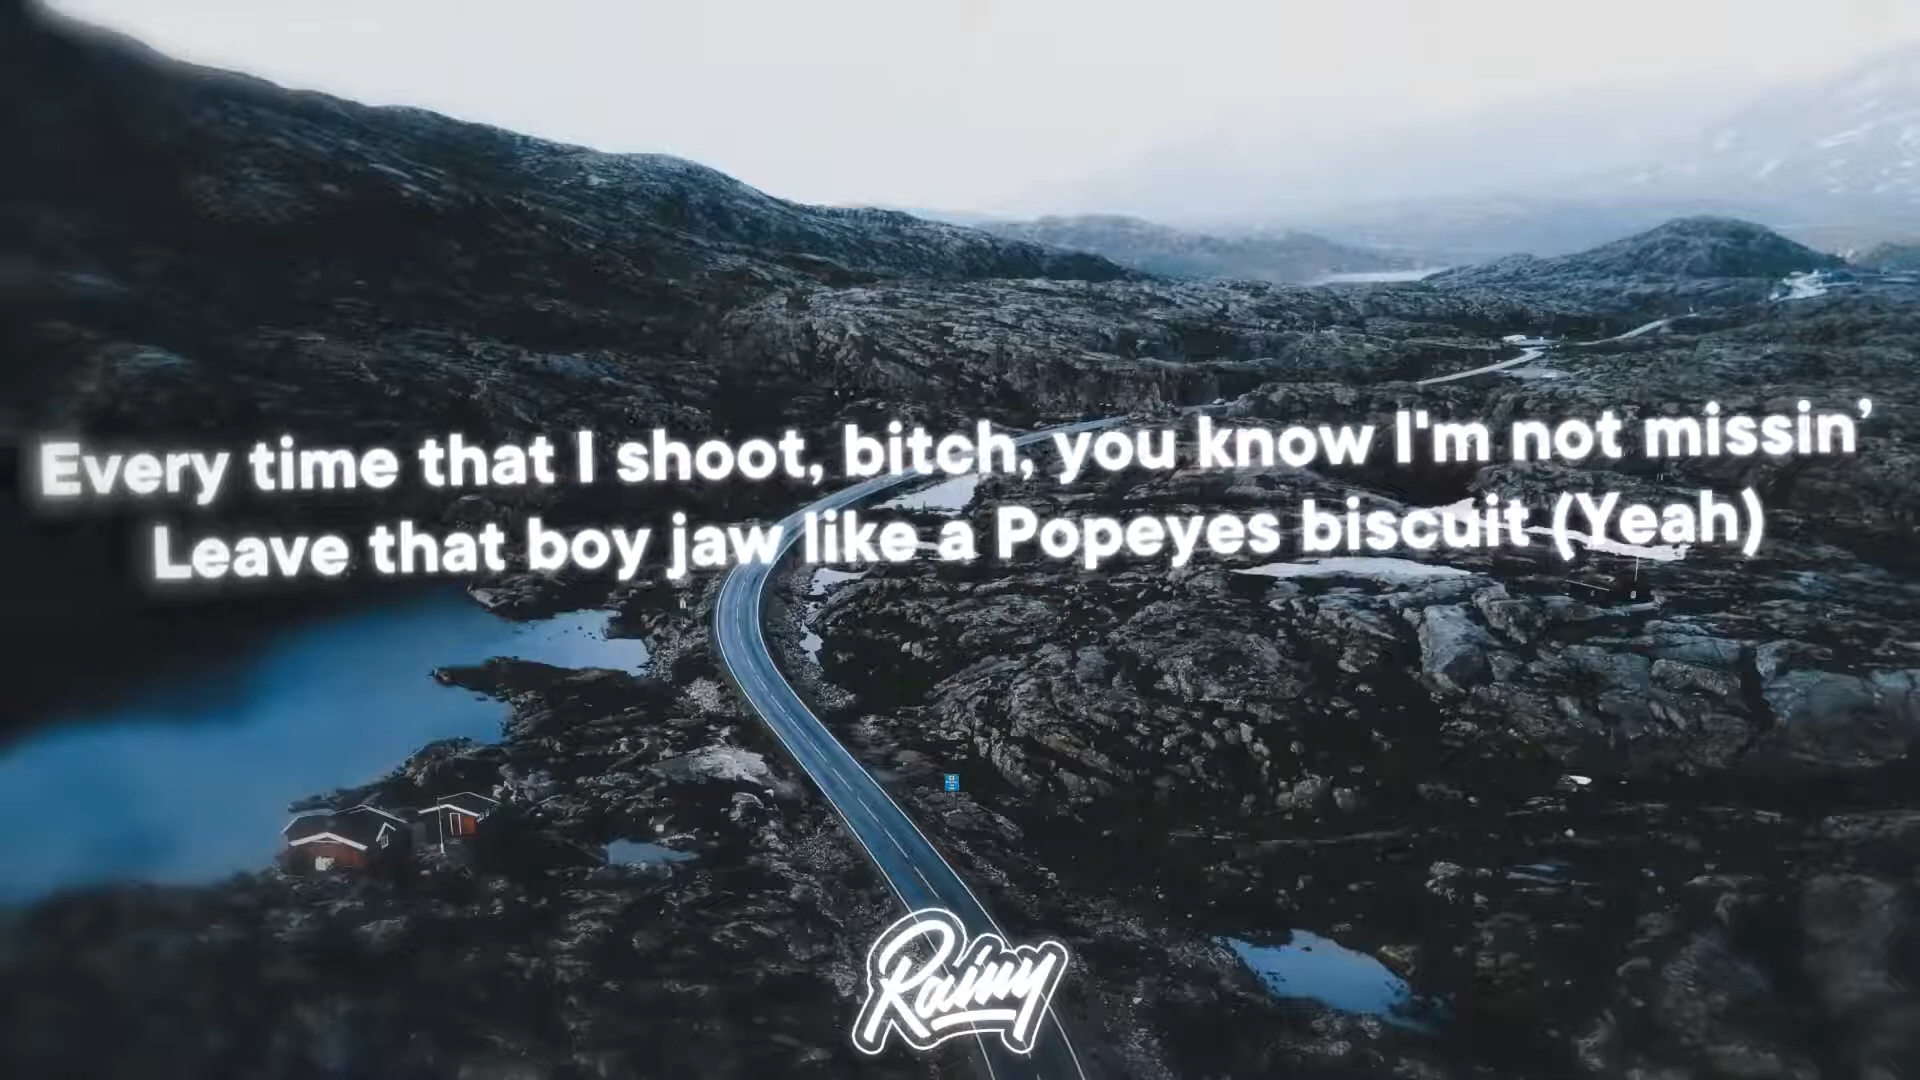 Every time that I shoot, bitch, you know I'm not missin’
Leave that boy jaw like a Popeyes biscuit (Yeah)
Rainy